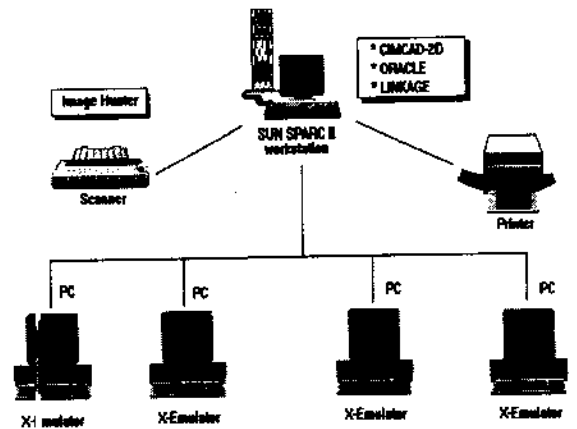 * CIMCAD-2D
* ORACLE
* LINKAGE
Image Hunter
SUN SPARC II
workstation
Scanner
Printer
PC
PC
PC
PC
X-Emulator
X-Emulator
X-Emulator
X-Emulator